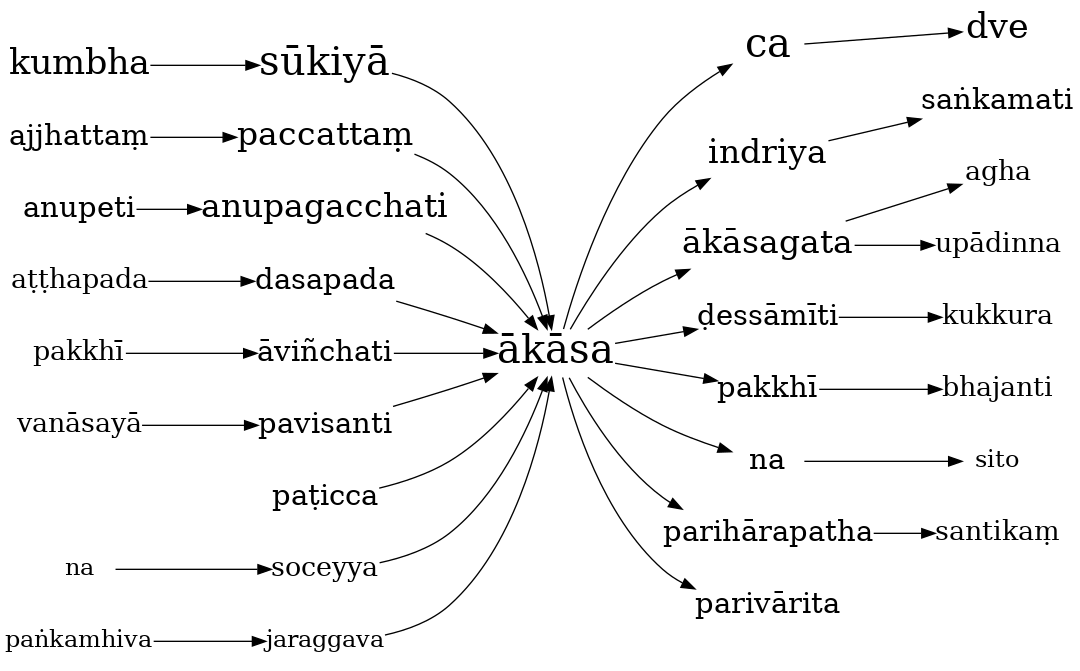 kumbha
sūkiyā
ca
dve
ajjhattaṃ
paccattaṃ
indriya
saṅkamati
anupeti
anupagacchati
ākāsagata
agha
upādinna
aṭṭhapada
dasapada
ḍessāmīti
kukkura
pakkhī
āviñchati
ākāsa
pakkhī
bhajanti
vanāsayā
pavisanti
na
sito
paṭicca
parihārapatha
santikaṃ
na
soceyya
parivārita
paṅkamhiva
jaraggava